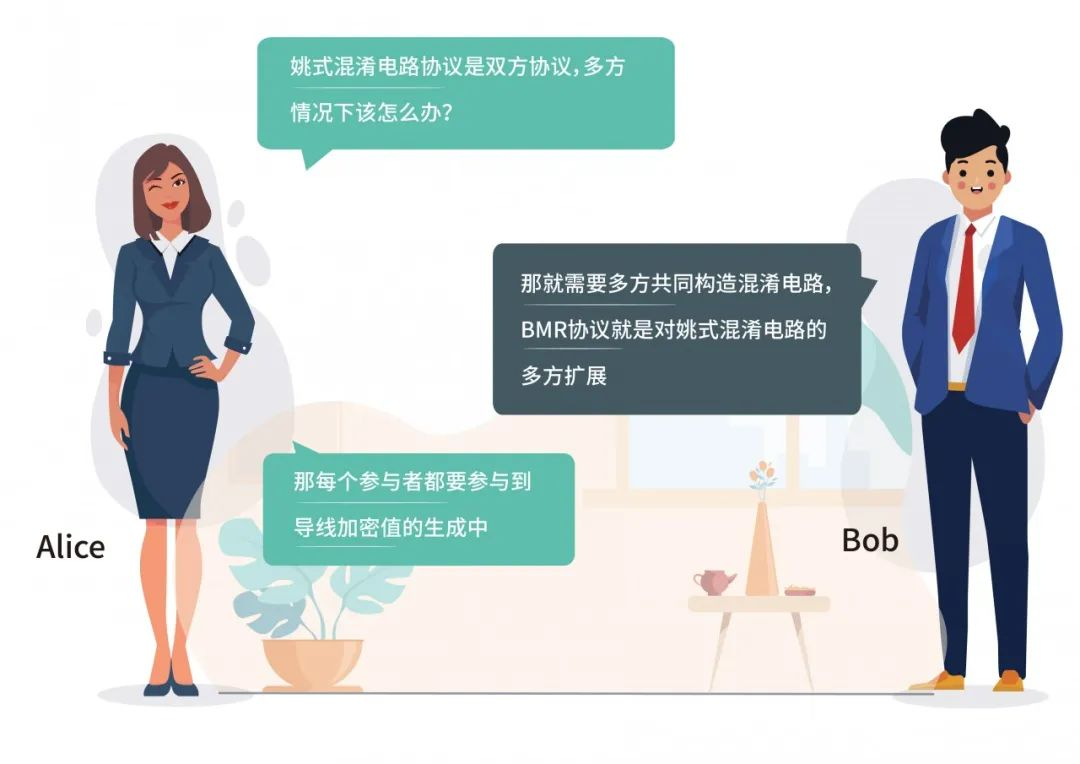 姚式混淆电路协议是双方协议,多方
情况下该怎么办?
那就需要多方共同构造混淆电路,
BMR协议就是对姚式混淆电路的
多方扩展
那每个参与者都要参与到
导线加密值的生成中
Alice
Bob